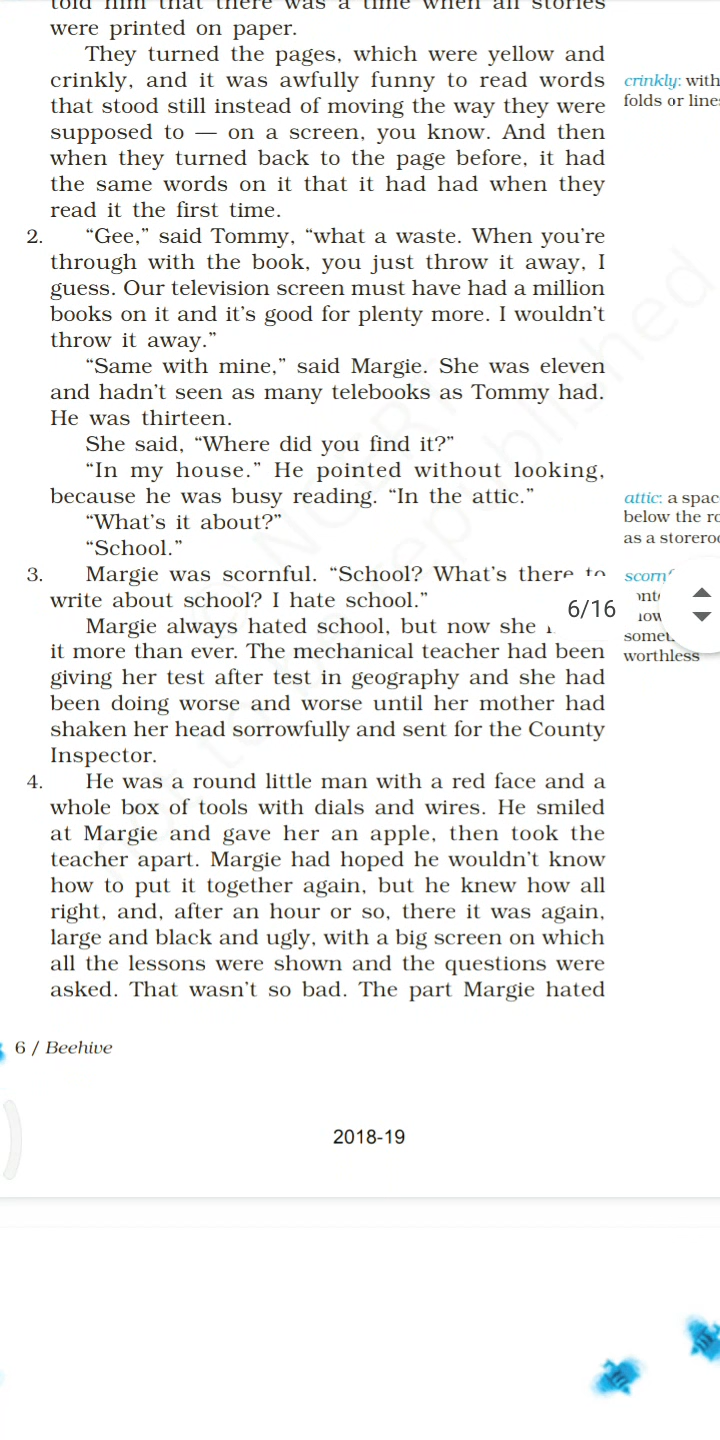 told him that there was a time when all stories
were printed on paper.
They turned the pages, which were yellow and
crinkly, and it was awfully funny to read words
that stood still instead of moving the way they were
supposed to — on a screen, you know. And then
when they turned back to the page before, it had
the same words on it that it had had when they
read it the first time.
crinkly: with
folds or line
2. “Gee,” said Tommy, “what a waste. When you’re
through with the book, you just throw it away, I
guess. Our television screen must have had a million
books on it and it’s good for plenty more. I wouldn’t
throw it away.”
“Same with mine,” said Margie. She was eleven
and hadn’t seen as many telebooks as Tommy had.
He was thirteen.
She said, “Where did you find it?”
“In my house.” He pointed without looking,
because he was busy reading. “In the attic.”
“What’s it about?”
“School.”
attic: a spac
below the ro
as a storeroo
3. Margie was scornful. “School? What’s there to
write about school? I hate school.”
Margie always hated school, but now she
it more than ever. The mechanical teacher had been
giving her test after test in geography and she had
been doing worse and worse until her mother had
shaken her head sorrowfully and sent for the County
Inspector.
scorn
somet
worthless
6/16
4. He was a round little man with a red face and a
whole box of tools with dials and wires. He smiled
at Margie and gave her an apple, then took the
teacher apart. Margie had hoped he wouldn’t know
how to put it together again, but he knew how all
right, and, after an hour or so, there it was again,
large and black and ugly, with a big screen on which
all the lessons were shown and the questions were
asked. That wasn’t so bad. The part Margie hated
6 / Beehive
2018-19